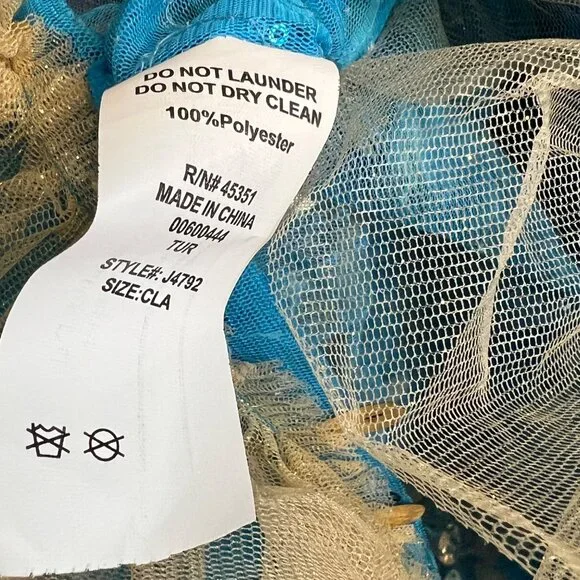 DO NOT LAUNDER
DO NOT DRY CLEAN
100%Polyester
R/N# 45351
MADE IN CHINA
00600444
TUR
STYLE#: J4792
SIZE:CLA